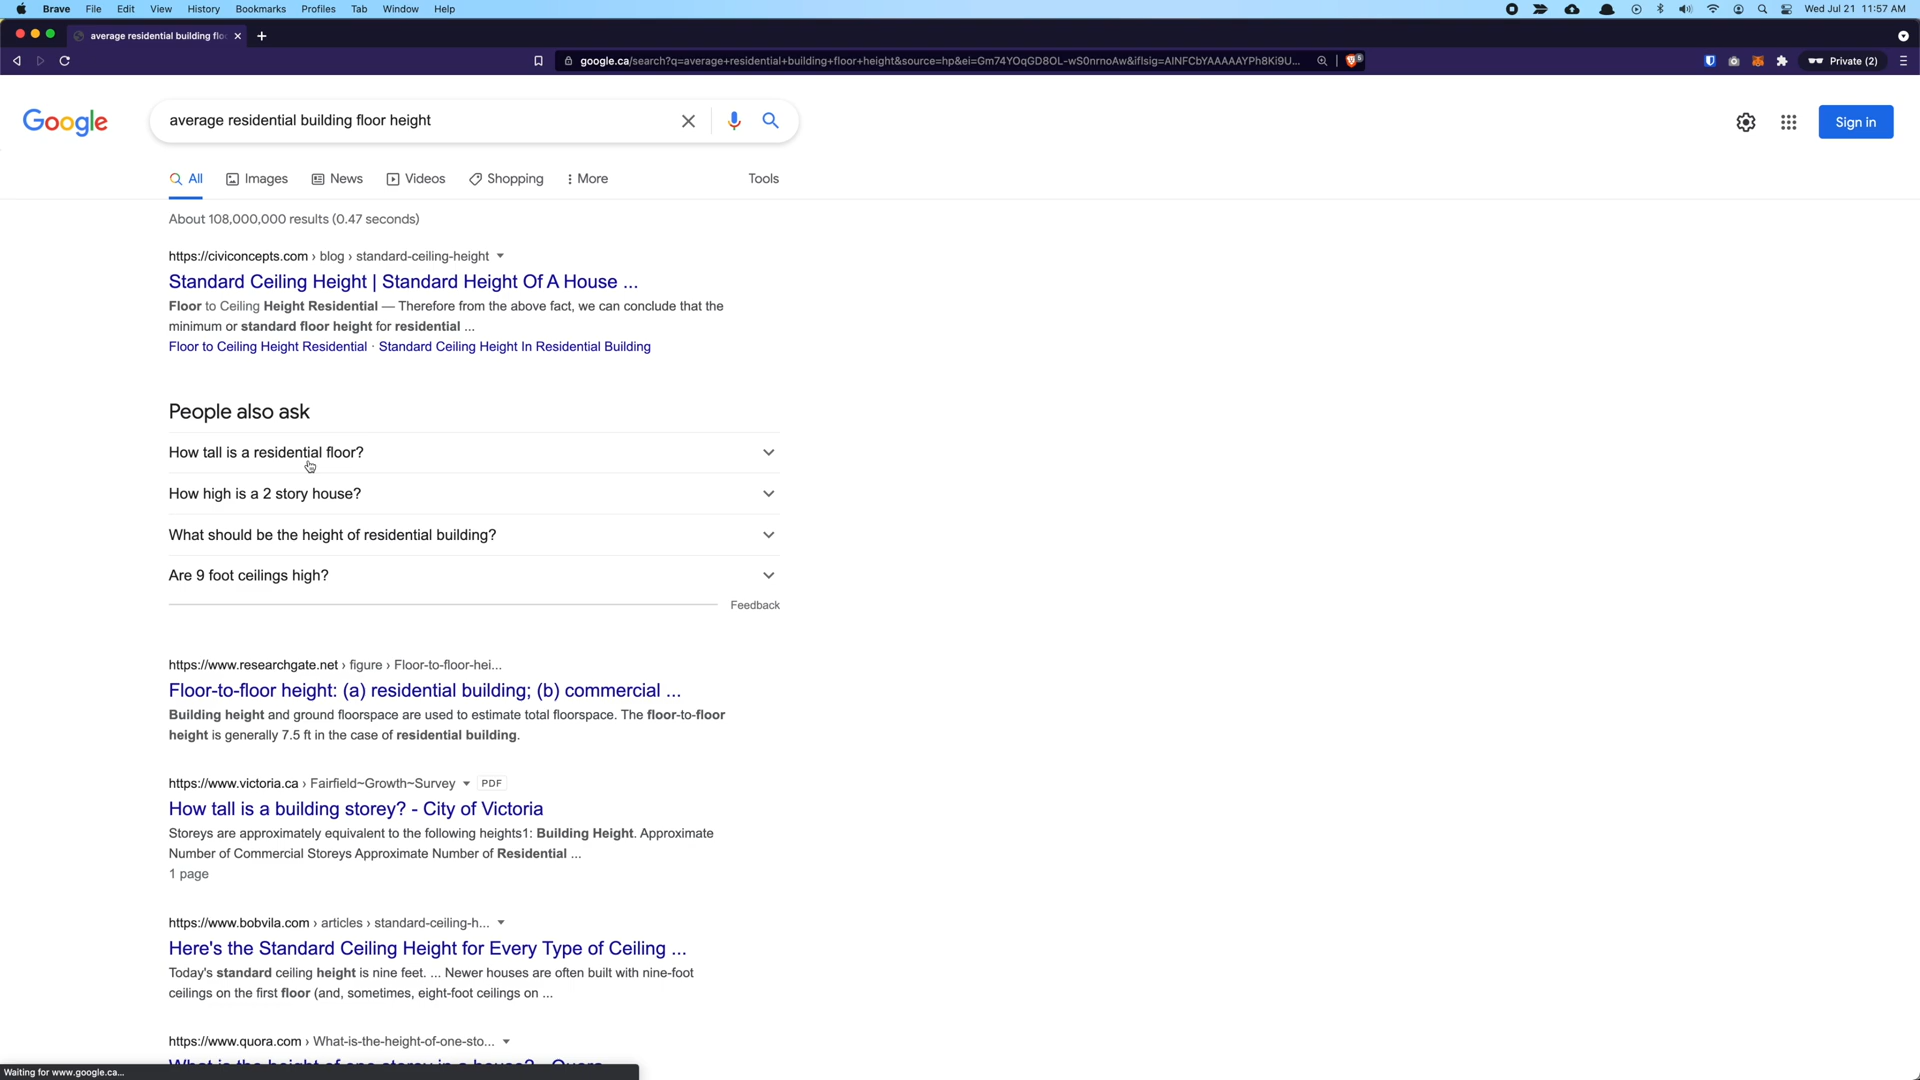 Brave File Edit View History Bookmarks Profiles Tab Window Help Wed Jul 21 11:57 AM
average residential building flo
google.ca/search?q=average+residential+building+floor+height&source=hp&ei=Gm74YOqGD8OL-wS0nrnoAw&iflsig=AINFCbYAAAAAYPh8Ki9U... Private (2)
Google average residential building floor height Sign in
All Images News Videos Shopping More Tools
About 108,000,000 results (0.47 seconds)
https://civiconcepts.com › blog › standard-ceiling-height
Standard Ceiling Height | Standard Height Of A House ...
Floor to Ceiling Height Residential — Therefore from the above fact, we can conclude that the
minimum or standard floor height for residential ...
Floor to Ceiling Height Residential · Standard Ceiling Height In Residential Building
People also ask
How tall is a residential floor?
How high is a 2 story house?
What should be the height of residential building?
Are 9 foot ceilings high?
Feedback
https://www.researchgate.net › figure › Floor-to-floor-hei...
Floor-to-floor height: (a) residential building; (b) commercial ...
Building height and ground floorspace are used to estimate total floorspace. The floor-to-floor
height is generally 7.5 ft in the case of residential building.
https://www.victoria.ca › Fairfield~Growth~Survey PDF
How tall is a building storey? - City of Victoria
Storeys are approximately equivalent to the following heights1: Building Height. Approximate
Number of Commercial Storeys Approximate Number of Residential ...
1 page
https://www.bobvila.com › articles › standard-ceiling-h...
Here's the Standard Ceiling Height for Every Type of Ceiling ...
Today's standard ceiling height is nine feet. ... Newer houses are often built with nine-foot
ceilings on the first floor (and, sometimes, eight-foot ceilings on ...
https://www.quora.com › What-is-the-height-of-one-sto...
What is the height of one storey in a house? - Quora
Waiting for www.google.ca...